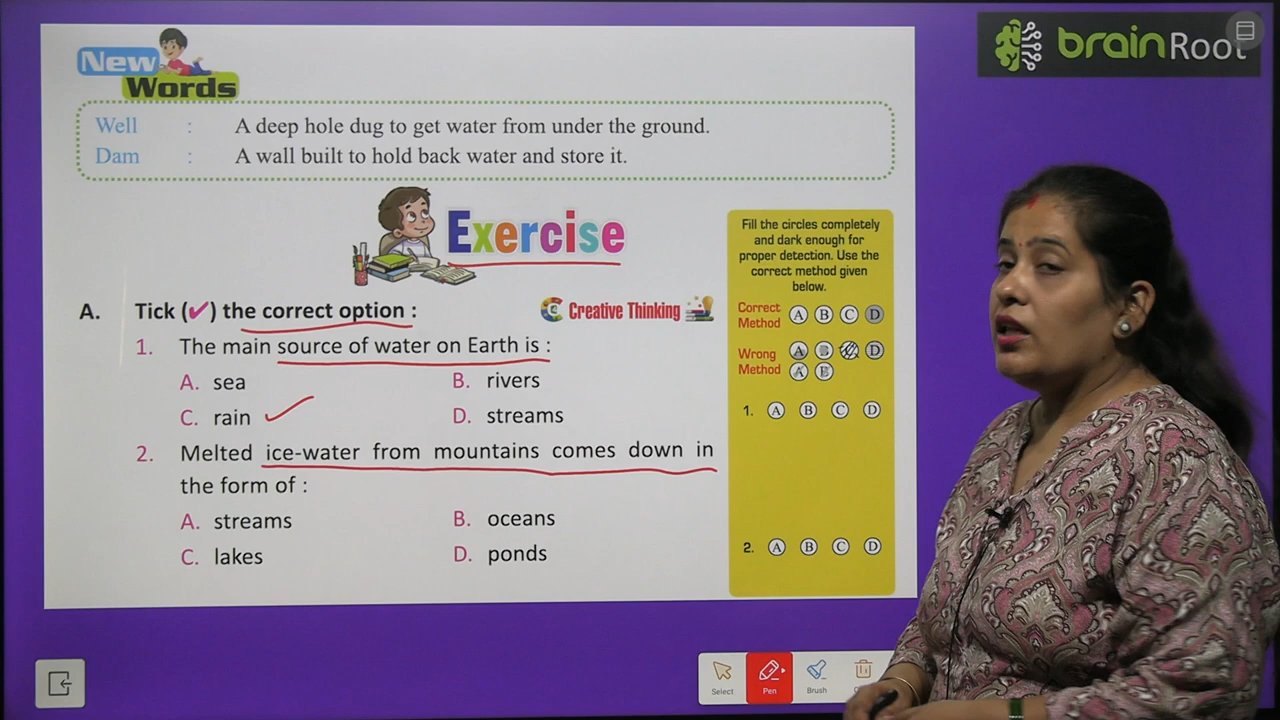 brainRoot
New
Words
Well : A deep hole dug to get water from under the ground.
Dam : A wall built to hold back water and store it.
Exercise
A. Tick (✔) the correct option :
Creative Thinking
1. The main source of water on Earth is :
A. sea B. rivers
C. rain D. streams
2. Melted ice-water from mountains comes down in
the form of :
A. streams B. oceans
C. lakes D. ponds
Fill the circles completely
and dark enough for
proper detection. Use the
correct method given
below.
Correct
Method A B C D
Wrong
Method A B D
A B
1. A B C D
2. A B C D
Select Pen Brush